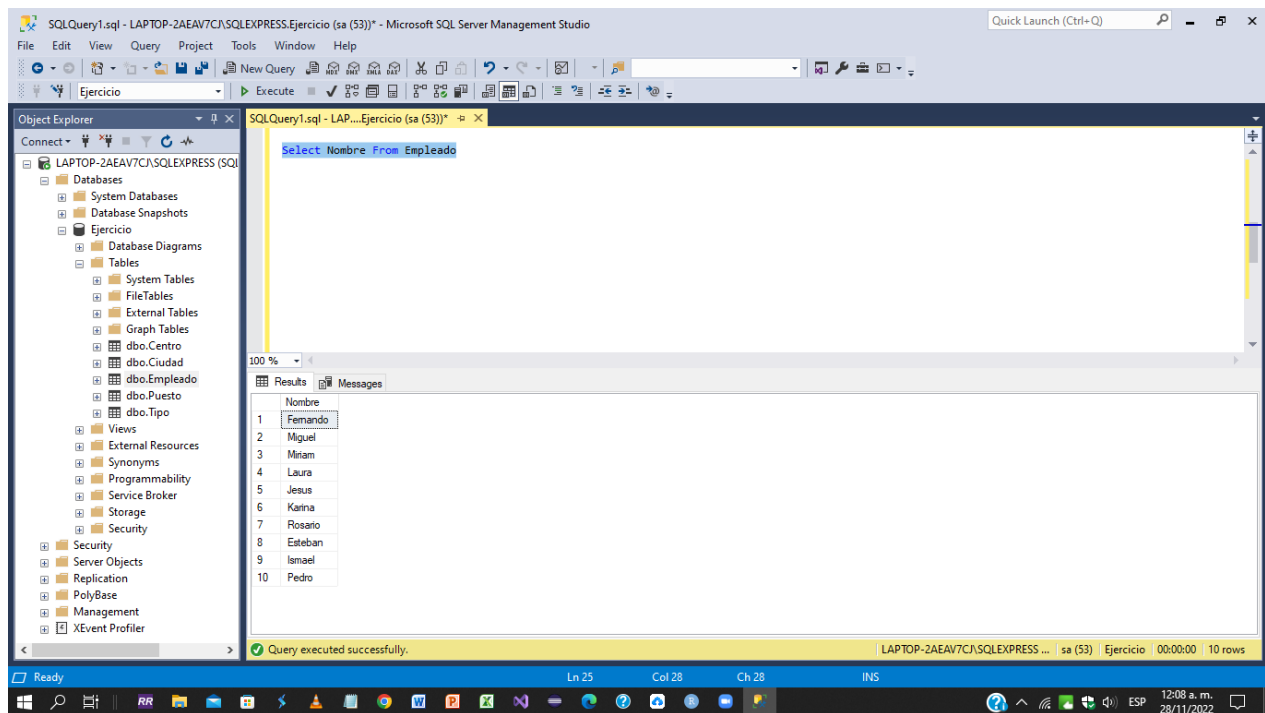 SQLQuery1.sql - LAPTOP-2AEAV7CJ\SQLEXPRESS.Ejercicio (sa (53))* - Microsoft SQL Server Management Studio
Quick Launch (Ctrl+Q)
File Edit View Query Project Tools Window Help
New Query
Ejercicio
Execute
Object Explorer
SQLQuery1.sql - LAP....Ejercicio (sa (53))*
Connect
Select Nombre From Empleado
LAPTOP-2AEAV7CJ\SQLEXPRESS (SQL
Databases
System Databases
Database Snapshots
Ejercicio
Database Diagrams
Tables
System Tables
FileTables
External Tables
Graph Tables
dbo.Centro
dbo.Ciudad
dbo.Empleado
dbo.Puesto
dbo.Tipo
Views
External Resources
Synonyms
Programmability
Service Broker
Storage
Security
Security
Server Objects
Replication
PolyBase
Management
XEvent Profiler
100 %
Results Messages
Nombre
1 Fernando
2 Miguel
3 Miriam
4 Laura
5 Jesus
6 Karina
7 Rosario
8 Esteban
9 Ismael
10 Pedro
Query executed successfully.
LAPTOP-2AEAV7CJ\SQLEXPRESS ... sa (53) Ejercicio 00:00:00 10 rows
Ready Ln 25 Col 28 Ch 28 INS
RR
ESP
12:08 a. m.
28/11/2022